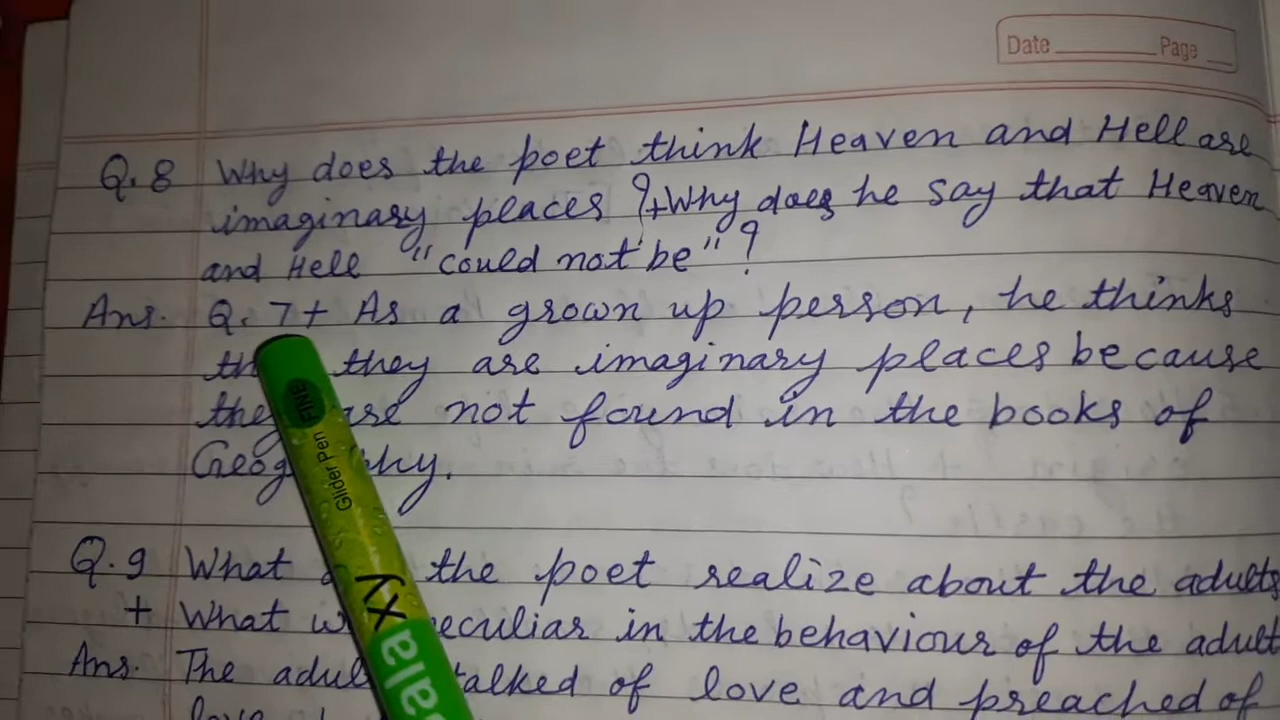 Date Page
Q.8 Why does the poet think Heaven and Hell are
imaginary places ?+Why does he say that Heaven
and Hell "could not be"?
Ans. Q.7+ As a grown up person, he thinks
they are imaginary places because
are not found in the books of
Q.9 What the poet realize about the adults
+ What in the behaviour of the adult
Ans. The talked of love and preached of
love
Glider Pen FINE